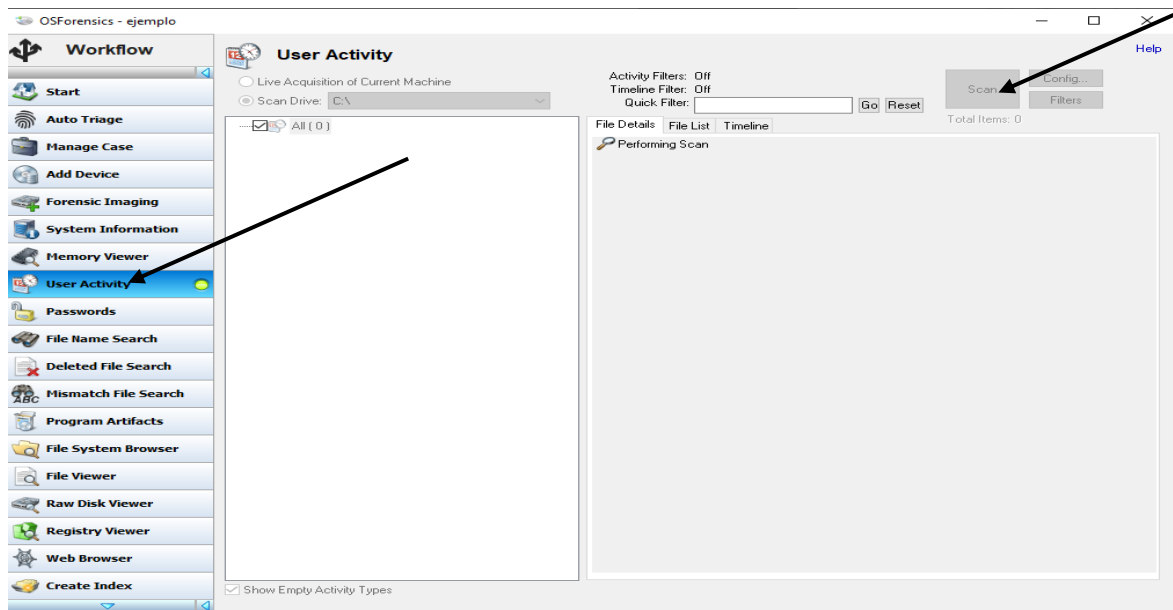 OSForensics - ejemplo
Workflow
Start
Auto Triage
Manage Case
Add Device
Forensic Imaging
System Information
Memory Viewer
User Activity
Passwords
File Name Search
Deleted File Search
Mismatch File Search
Program Artifacts
File System Browser
File Viewer
Raw Disk Viewer
Registry Viewer
Web Browser
Create Index
User Activity
Help
Live Acquisition of Current Machine
Scan Drive: C:\
Activity Filters: Off
Timeline Filter: Off
Quick Filter: Go Reset
Scan
Config...
Filters
Total Items: 0
All ( 0 )
File Details File List Timeline
Performing Scan
Show Empty Activity Types